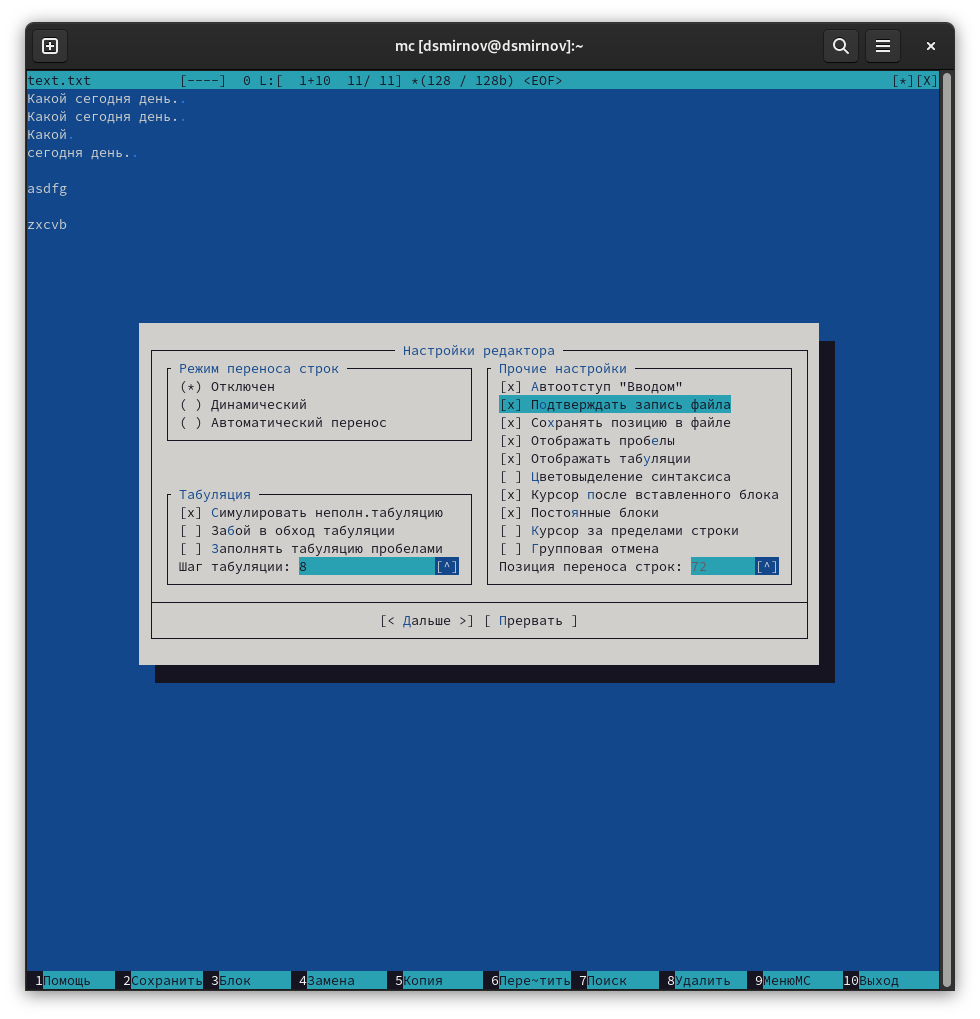 mc [dsmirnov@dsmirnov]:~
text.txt [----] 0 L:[ 1+10 11/ 11] *(128 / 128b) <EOF> [*][X]
Какой сегодня день..
Какой сегодня день..
Какой.
сегодня день..
asdfg
zxcvb
Настройки редактора
Режим переноса строк
(*) Отключен
( ) Динамический
( ) Автоматический перенос
Табуляция
[x] Симулировать неполн.табуляцию
[ ] Забой в обход табуляции
[ ] Заполнять табуляцию пробелами
Шаг табуляции: 8 [^]
Прочие настройки
[x] Автоотступ "Вводом"
[x] Подтверждать запись файла
[x] Сохранять позицию в файле
[x] Отображать пробелы
[x] Отображать табуляции
[ ] Цветовыделение синтаксиса
[x] Курсор после вставленного блока
[x] Постоянные блоки
[ ] Курсор за пределами строки
[ ] Групповая отмена
Позиция переноса строк: 72 [^]
[< Дальше >] [ Прервать ]
1Помощь 2Сохранить 3Блок 4Замена 5Копия 6Пере~тить 7Поиск 8Удалить 9МенюMC 10Выход